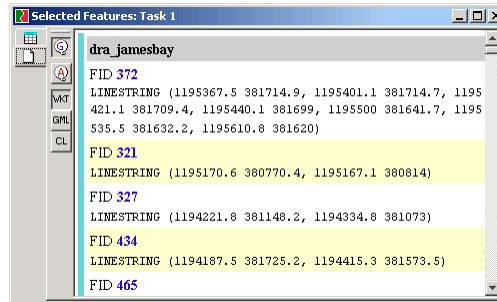 Selected Features: Task 1
G
A
WKT
GML
CL
dra_jamesbay
FID 372
LINESTRING (1195367.5 381714.9, 1195401.1 381714.7, 1195
421.1 381709.4, 1195440.1 381699, 1195500 381641.7, 1195
535.5 381632.2, 1195610.8 381620)
FID 321
LINESTRING (1195170.6 380770.4, 1195167.1 380814)
FID 327
LINESTRING (1194221.8 381148.2, 1194334.8 381073)
FID 434
LINESTRING (1194187.5 381725.2, 1194415.3 381573.5)
FID 465